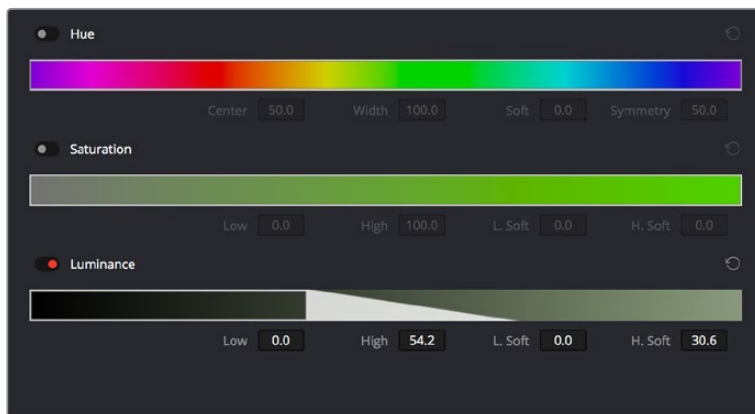 Hue
Center 50.0 Width 100.0 Soft 0.0 Symmetry 50.0
Saturation
Low 0.0 High 100.0 L. Soft 0.0 H. Soft 0.0
Luminance
Low 0.0 High 54.2 L. Soft 0.0 H. Soft 30.6